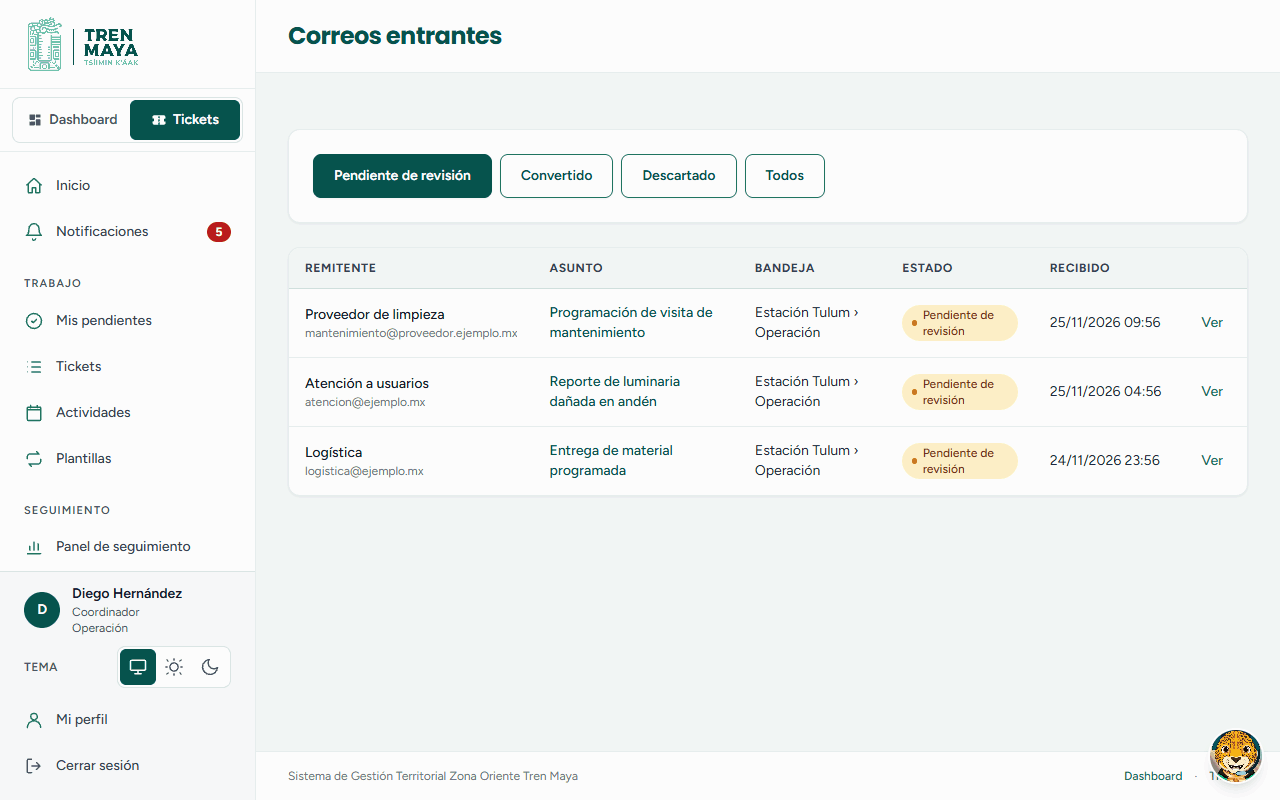 TREN
MAYA
TSÍIMIN K'ÁAK
Dashboard
Tickets
Inicio
Notificaciones
5
TRABAJO
Mis pendientes
Tickets
Actividades
Plantillas
SEGUIMIENTO
Panel de seguimiento
D
Diego Hernández
Coordinador
Operación
TEMA
Mi perfil
Cerrar sesión
Correos entrantes
Pendiente de revisión
Convertido
Descartado
Todos
REMITENTE
ASUNTO
BANDEJA
ESTADO
RECIBIDO
Proveedor de limpieza
mantenimiento@proveedor.ejemplo.mx
Programación de visita de
mantenimiento
Estación Tulum ›
Operación
Pendiente de
revisión
25/11/2026 09:56
Ver
Atención a usuarios
atencion@ejemplo.mx
Reporte de luminaria
dañada en andén
Estación Tulum ›
Operación
Pendiente de
revisión
25/11/2026 04:56
Ver
Logística
logistica@ejemplo.mx
Entrega de material
programada
Estación Tulum ›
Operación
Pendiente de
revisión
24/11/2026 23:56
Ver
Sistema de Gestión Territorial Zona Oriente Tren Maya
Dashboard ·